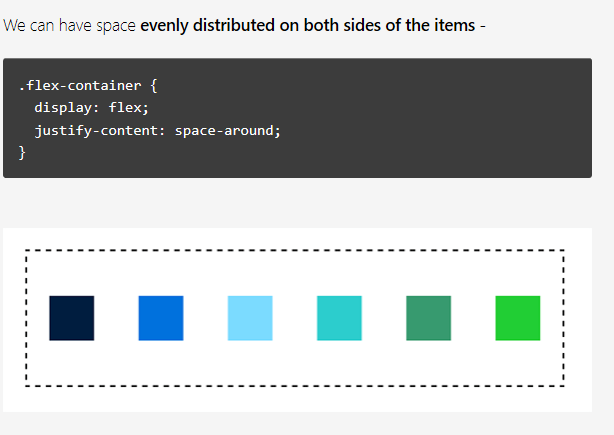 We can have space evenly distributed on both sides of the items -
.flex-container {
  display: flex;
  justify-content: space-around;
}